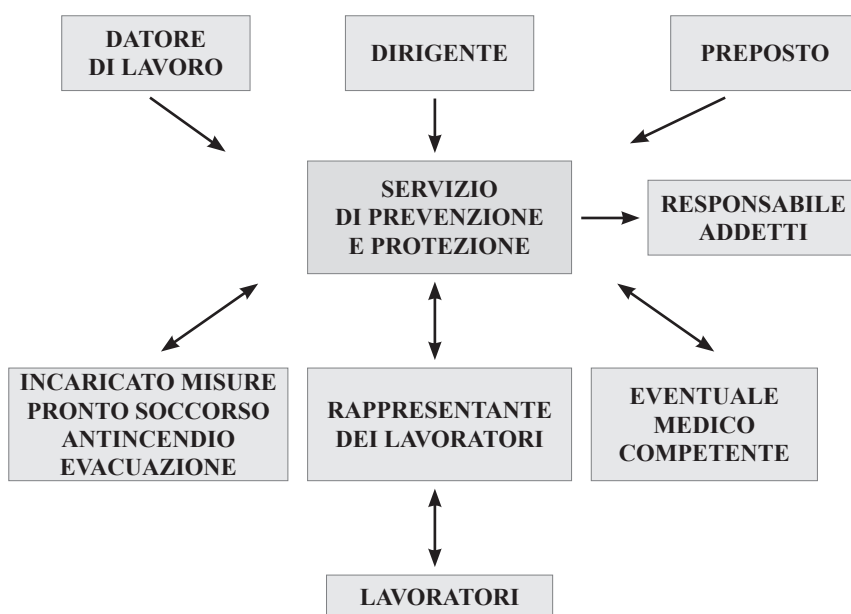 DATORE
DI LAVORO
DIRIGENTE
PREPOSTO
SERVIZIO
DI PREVENZIONE
E PROTEZIONE
RESPONSABILE
ADDETTI
INCARICATO MISURE
PRONTO SOCCORSO
ANTINCENDIO
EVACUAZIONE
RAPPRESENTANTE
DEI LAVORATORI
EVENTUALE
MEDICO
COMPETENTE
LAVORATORI